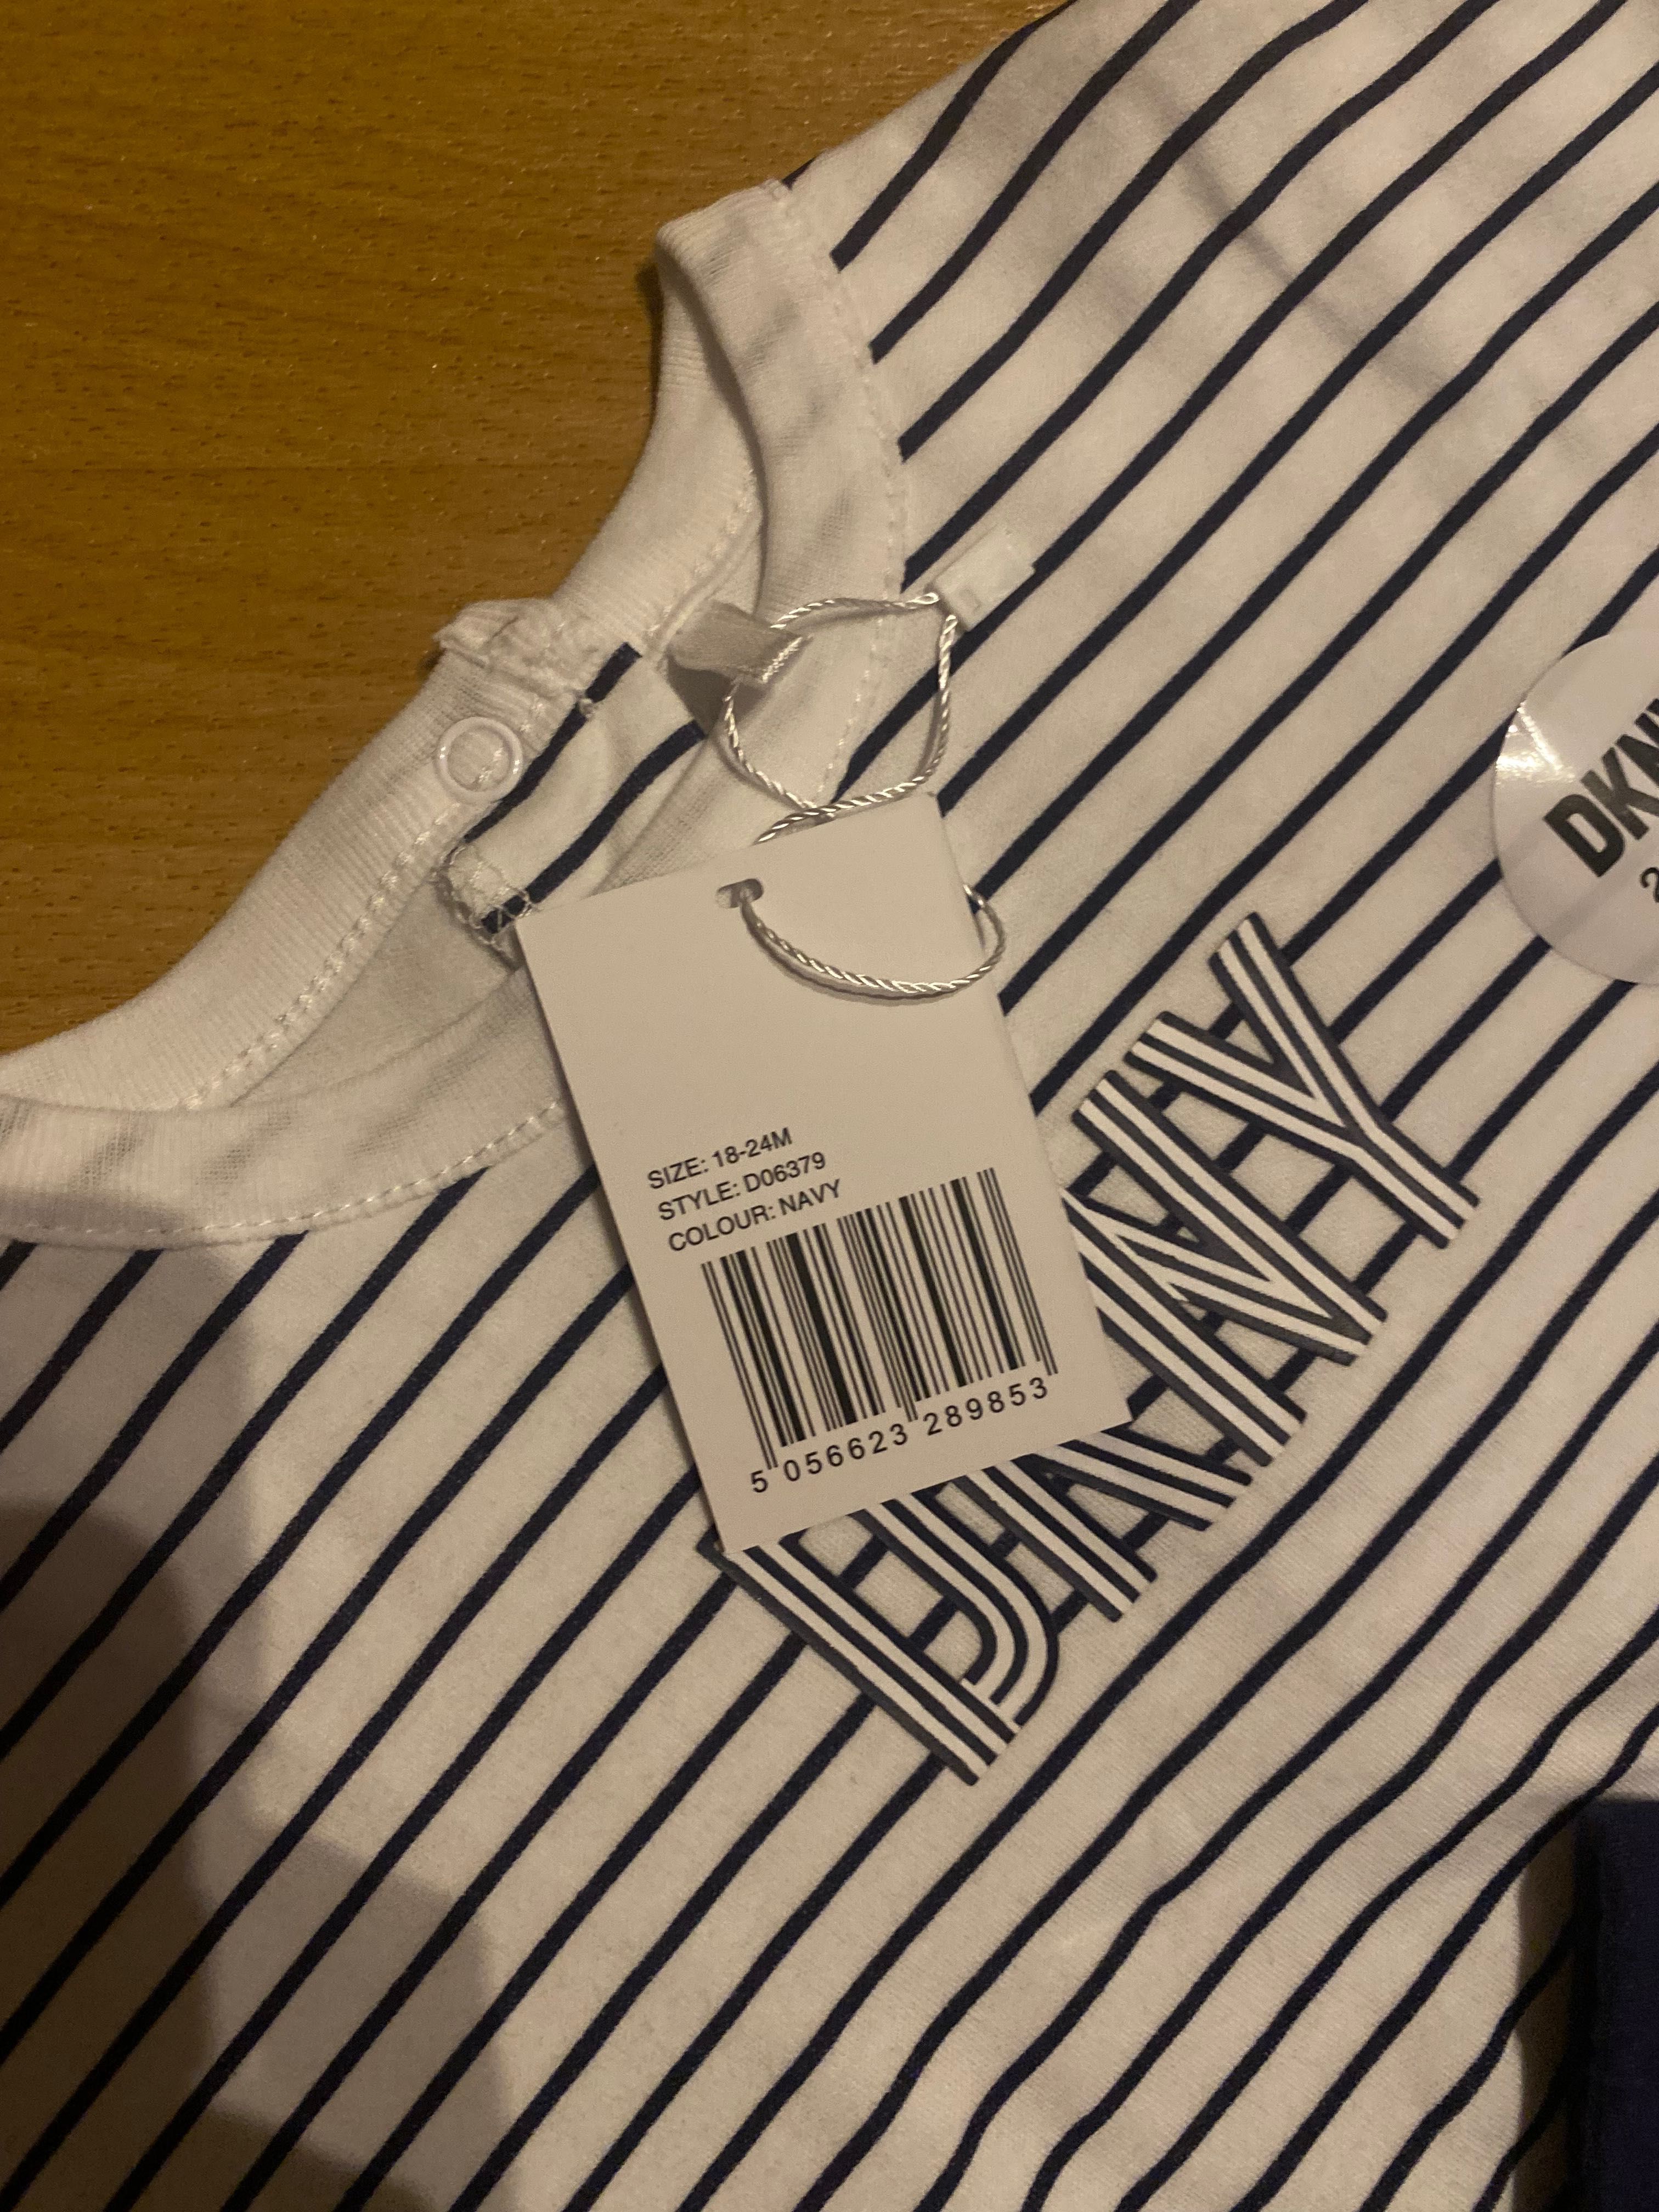 SIZE: 18-24M
STYLE: D06379
COLOUR: NAVY
5 056623 289853
DKNY